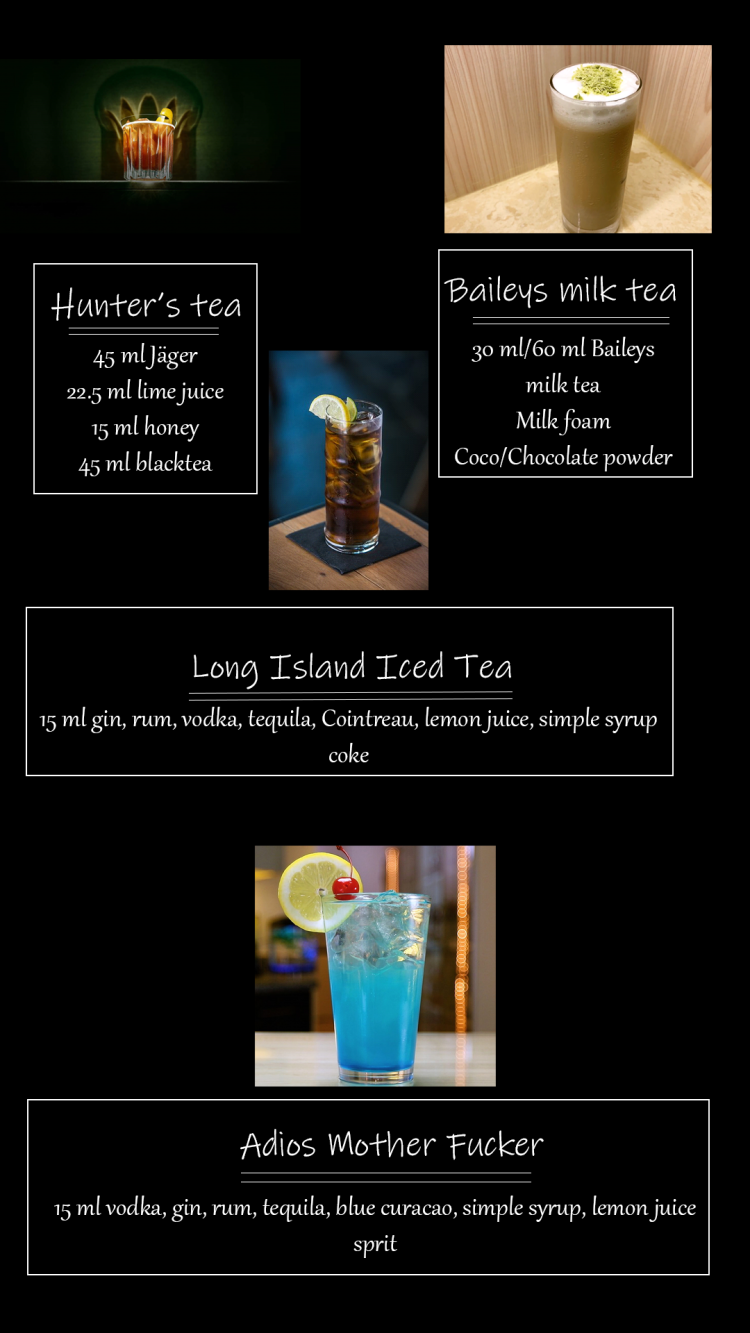 Hunter's tea
45 ml Jäger
22.5 ml lime juice
15 ml honey
45 ml blacktea
Baileys milk tea
30 ml/60 ml Baileys
milk tea
Milk foam
Coco/Chocolate powder
Long Island Iced Tea
15 ml gin, rum, vodka, tequila, Cointreau, lemon juice, simple syrup
coke
Adios Mother Fucker
15 ml vodka, gin, rum, tequila, blue curacao, simple syrup, lemon juice
sprit